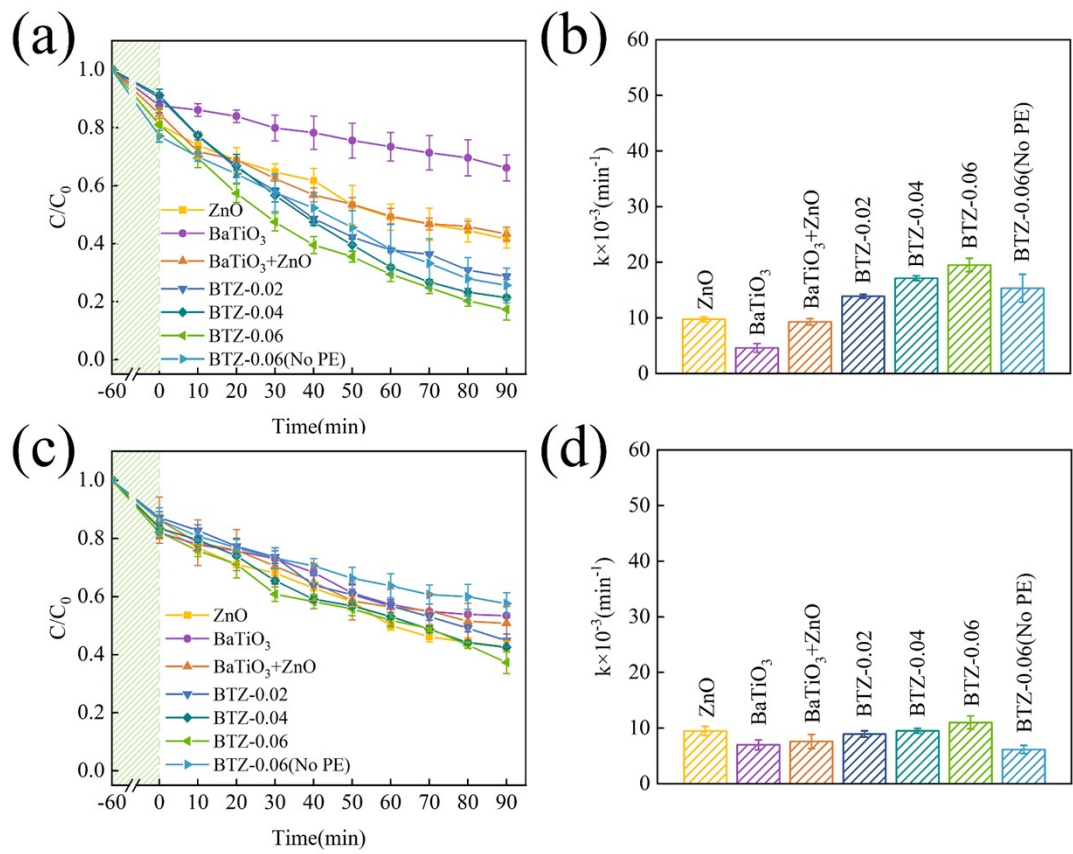 (a)
C/C₀
1.0
0.8
0.6
0.4
0.2
0.0
ZnO
BaTiO₃
BaTiO₃+ZnO
BTZ-0.02
BTZ-0.04
BTZ-0.06
BTZ-0.06(No PE)
-60 0 10 20 30 40 50 60 70 80 90
Time(min)
(b)
k×10⁻³(min⁻¹)
60
50
40
30
20
10
0
ZnO
BaTiO₃
BaTiO₃+ZnO
BTZ-0.02
BTZ-0.04
BTZ-0.06
BTZ-0.06(No PE)
(c)
C/C₀
1.0
0.8
0.6
0.4
0.2
0.0
ZnO
BaTiO₃
BaTiO₃+ZnO
BTZ-0.02
BTZ-0.04
BTZ-0.06
BTZ-0.06(No PE)
-60 0 10 20 30 40 50 60 70 80 90
Time(min)
(d)
k×10⁻³(min⁻¹)
60
50
40
30
20
10
0
ZnO
BaTiO₃
BaTiO₃+ZnO
BTZ-0.02
BTZ-0.04
BTZ-0.06
BTZ-0.06(No PE)